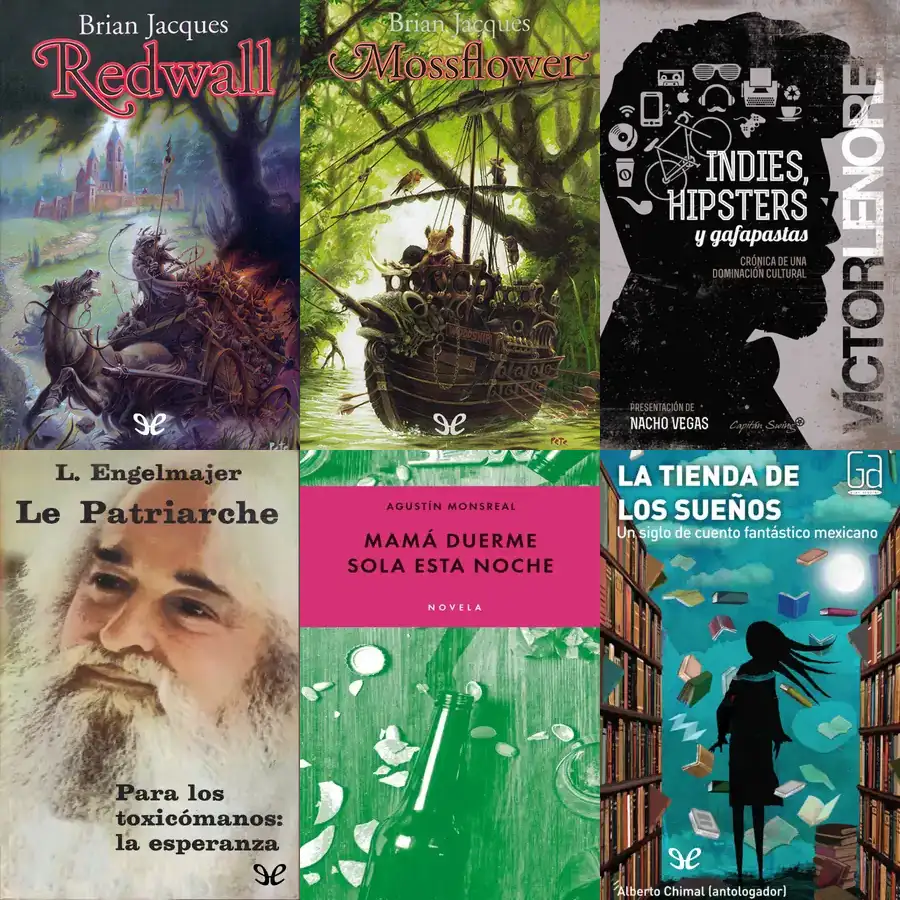 Brian Jacques
Redwall
PETE
Brian Jacques
Mossflower
PETE
INDIES,
HIPSTERS
y gafapastas
CRÓNICA DE UNA
DOMINACIÓN CULTURAL
VÍCTOR LENORE
PRESENTACIÓN DE
NACHO VEGAS
Capitán Swing
L. Engelmajer
Le Patriarche
Para los
toxicómanos:
la esperanza
AGUSTÍN MONSREAL
MAMÁ DUERME
SOLA ESTA NOCHE
NOVELA
LA TIENDA DE
LOS SUEÑOS
Un siglo de cuento fantástico mexicano
Alberto Chimal (antologador)